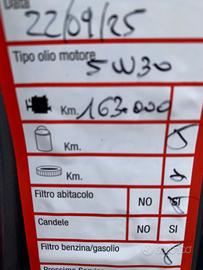 Data
22/09/25
Tipo olio motore
5W30
Km. 163.000
Km.
Km.
Filtro abitacolo NO SI
Candele NO SI
Filtro benzina/gasolio
Prossimo